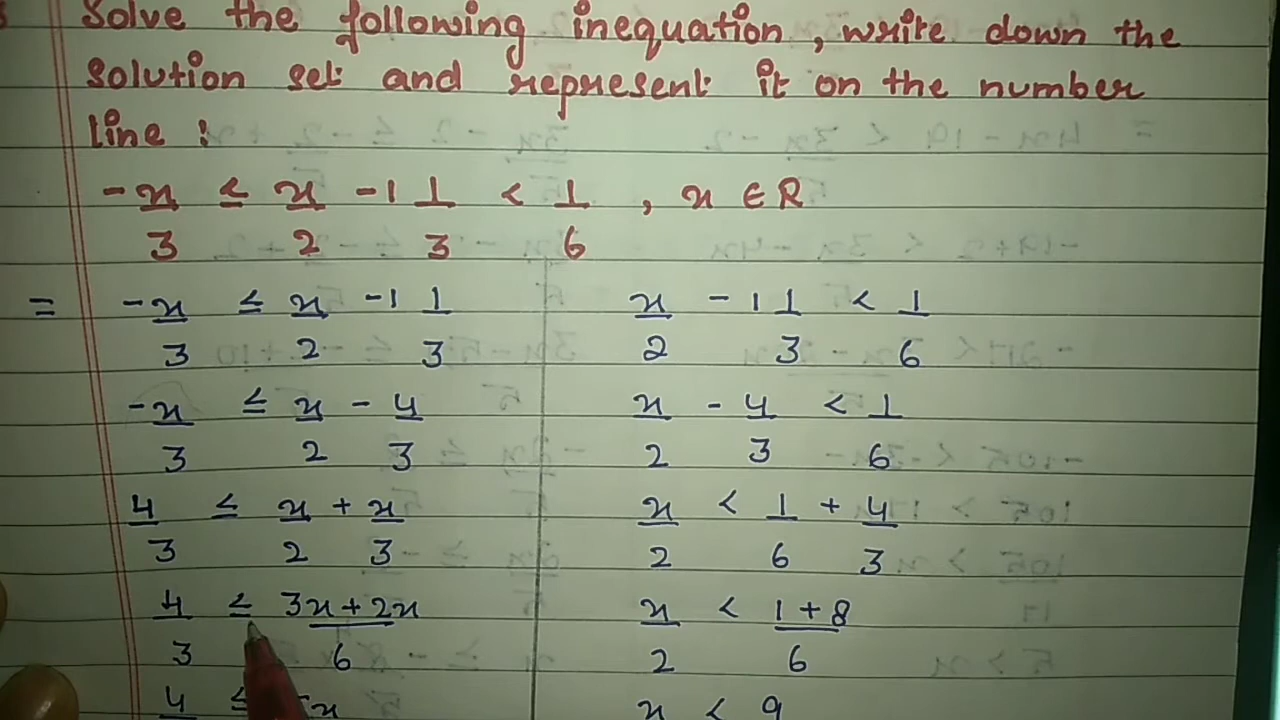 Solve the following inequation, write down the
solution set and represent it on the number
line :
-x ≤ x -1 1 < 1 , x ∈ R
3 2 3 6
= -x ≤ x -1 1 x - 1 1 < 1
3 2 3 2 3 6
-x ≤ x - 4 x - 4 < 1
3 2 3 2 3 6
4 ≤ x + x x < 1 + 4
3 2 3 2 6 3
4 ≤ 3x + 2x x < 1 + 8
3 6 2 6
4 ≤ x x < 9